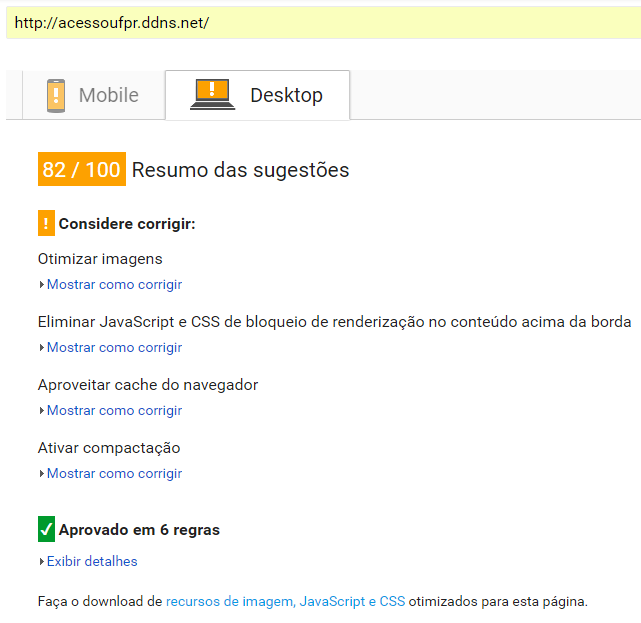 http://acessoufpr.ddns.net/
Mobile
Desktop
82 / 100 Resumo das sugestões
! Considere corrigir:
Otimizar imagens
Mostrar como corrigir
Eliminar JavaScript e CSS de bloqueio de renderização no conteúdo acima da borda
Mostrar como corrigir
Aproveitar cache do navegador
Mostrar como corrigir
Ativar compactação
Mostrar como corrigir
Aprovado em 6 regras
Exibir detalhes
Faça o download de recursos de imagem, JavaScript e CSS otimizados para esta página.